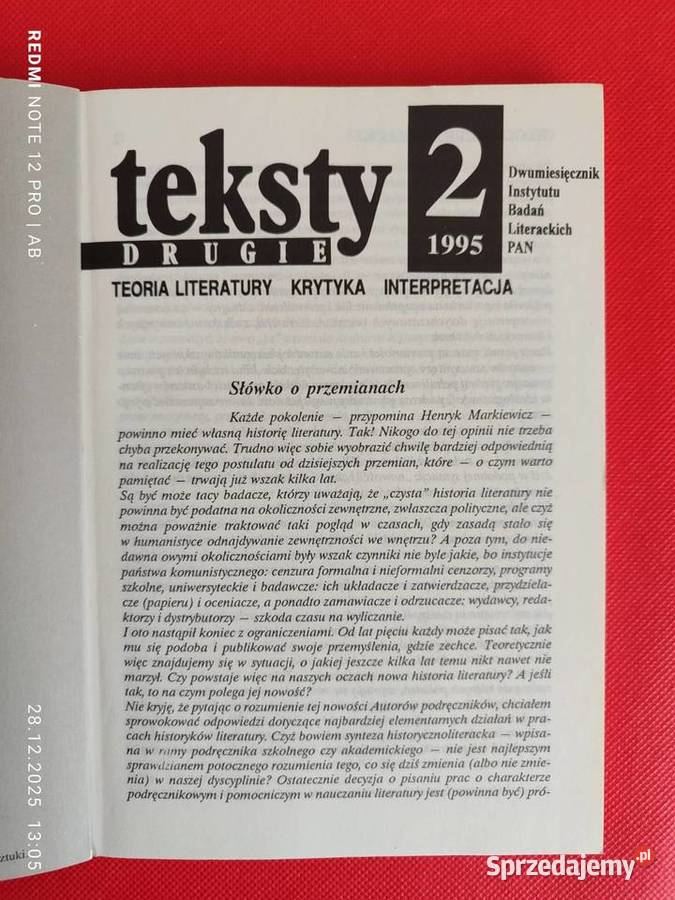 teksty
DRUGIE
2
1995
Dwumiesięcznik
Instytutu
Badań
Literackich
PAN
TEORIA LITERATURY KRYTYKA INTERPRETACJA
Słówko o przemianach
Każde pokolenie — przypomina Henryk Markiewicz —
powinno mieć własną historię literatury. Tak! Nikogo do tej opinii nie trzeba
chyba przekonywać. Trudno więc sobie wyobrazić chwilę bardziej odpowiednią
na realizację tego postulatu od dzisiejszych przemian, które — o czym warto
pamiętać — trwają już wszak kilka lat.
Są być może tacy badacze, którzy uważają, że „czysta” historia literatury nie
powinna być podatna na okoliczności zewnętrzne, zwłaszcza polityczne, ale czyż
można poważnie traktować taki pogląd w czasach, gdy zasadą stało się
w humanistyce odnajdywanie zewnętrzności we wnętrzu? A poza tym, do nie-
dawna owymi okolicznościami były wszak czynniki nie byle jakie, bo instytucje
państwa komunistycznego: cenzura formalna i nieformalni cenzorzy, programy
szkolne, uniwersyteckie i badawcze: ich układacze i zatwierdzacze, przydziela-
cze (papieru) i oceniacze, a ponadto zamawiacze i odrzucacze: wydawcy, reda-
ktorzy i dystrybutorzy — szkoda czasu na wyliczanie.
I oto nastąpił koniec z ograniczeniami. Od lat pięciu każdy może pisać tak, jak
mu się podoba i publikować swoje przemyślenia, gdzie zechce. Teoretycznie
więc znajdujemy się w sytuacji, o jakiej jeszcze kilka lat temu nikt nawet nie
marzył. Czy powstaje więc na naszych oczach nowa historia literatury? A jeśli
tak, to na czym polega jej nowość?
Nie kryję, że pytając o rozumienie tej nowości Autorów podręczników, chciałem
sprowokować odpowiedzi dotyczące najbardziej elementarnych działań w pra-
cach historyków literatury. Czyż bowiem synteza historycznoliteracka — wpisa-
na w ramy podręcznika szkolnego czy akademickiego — nie jest najlepszym
sprawdzianem potocznego rozumienia tego, co się dziś zmienia (albo nie zmie-
nia) w naszej dyscyplinie? Ostatecznie decyzja o pisaniu prac o charakterze
podręcznikowym i pomocniczym w nauczaniu literatury jest (powinna być) pró-
ztuki.
REDMI NOTE 12 PRO | AB
28.12.2025 13:05
Sprzedajemy.pl